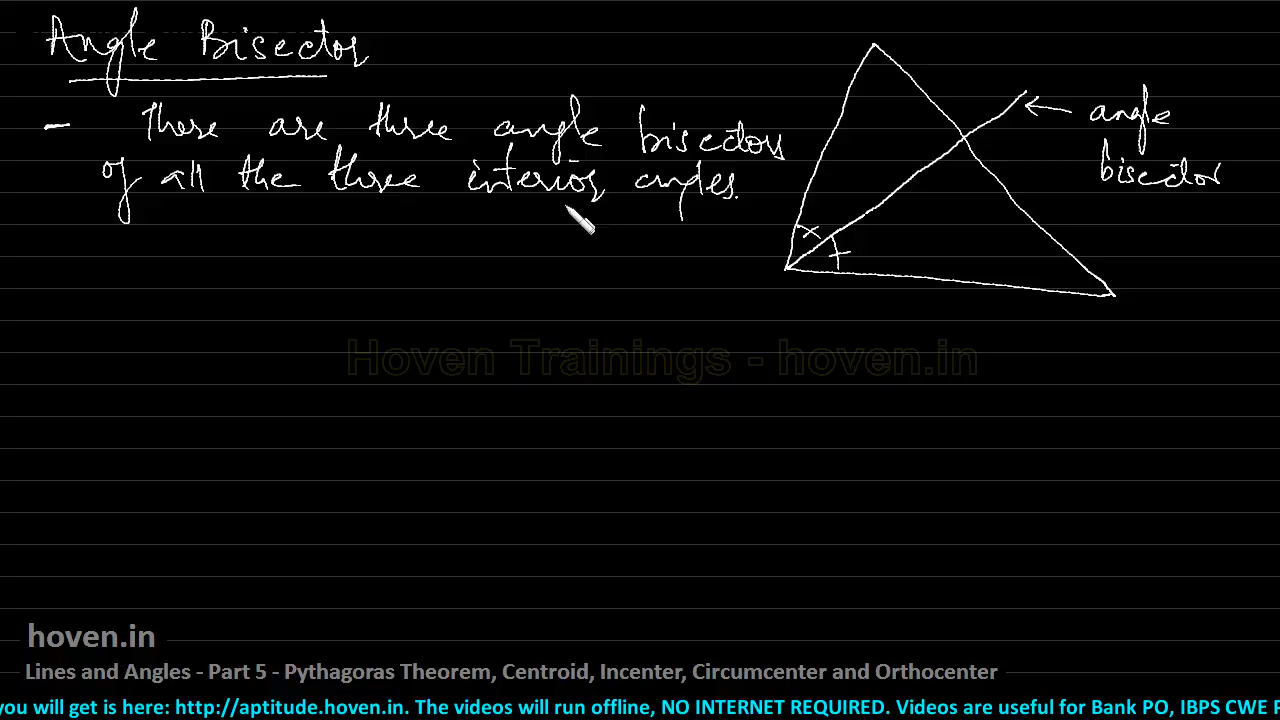 Angle Bisector
- There are three angle bisectors
of all the three interior angles.
angle
bisector
x
x
Hoven Trainings - hoven.in
hoven.in
Lines and Angles - Part 5 - Pythagoras Theorem, Centroid, Incenter, Circumcenter and Orthocenter
you will get is here: http://aptitude.hoven.in. The videos will run offline, NO INTERNET REQUIRED. Videos are useful for Bank PO, IBPS CWE